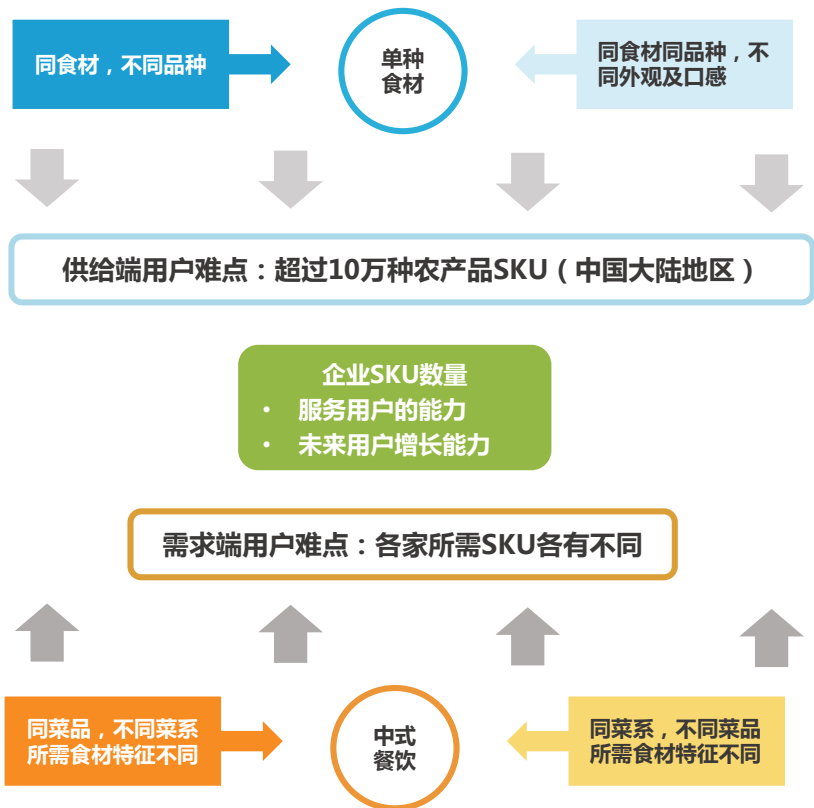 同食材，不同品种
单种
食材
同食材同品种，不
同外观及口感
供给端用户难点：超过10万种农产品SKU（中国大陆地区）
企业SKU数量
• 服务用户的能力
• 未来用户增长能力
需求端用户难点：各家所需SKU各有不同
同菜品，不同菜系
所需食材特征不同
中式
餐饮
同菜系，不同菜品
所需食材特征不同